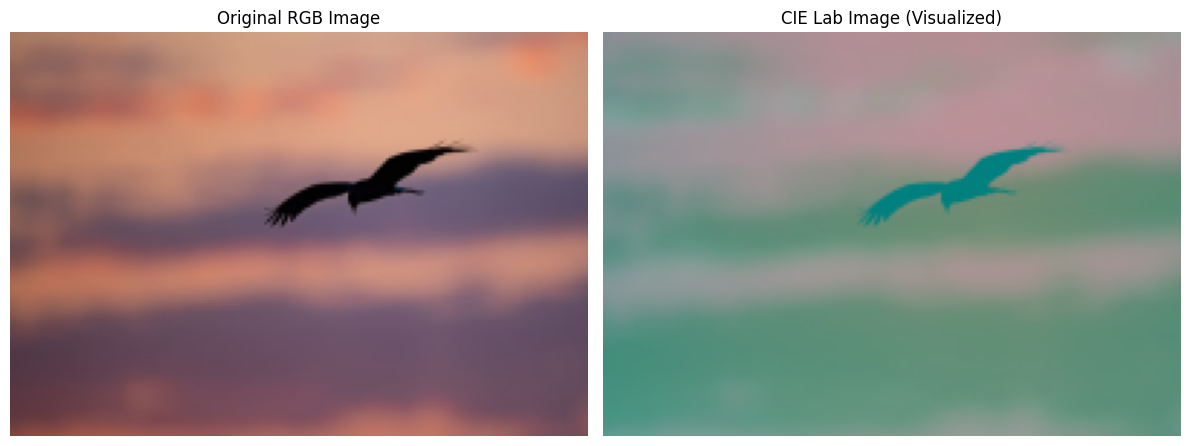 Original RGB Image
CIE Lab Image (Visualized)